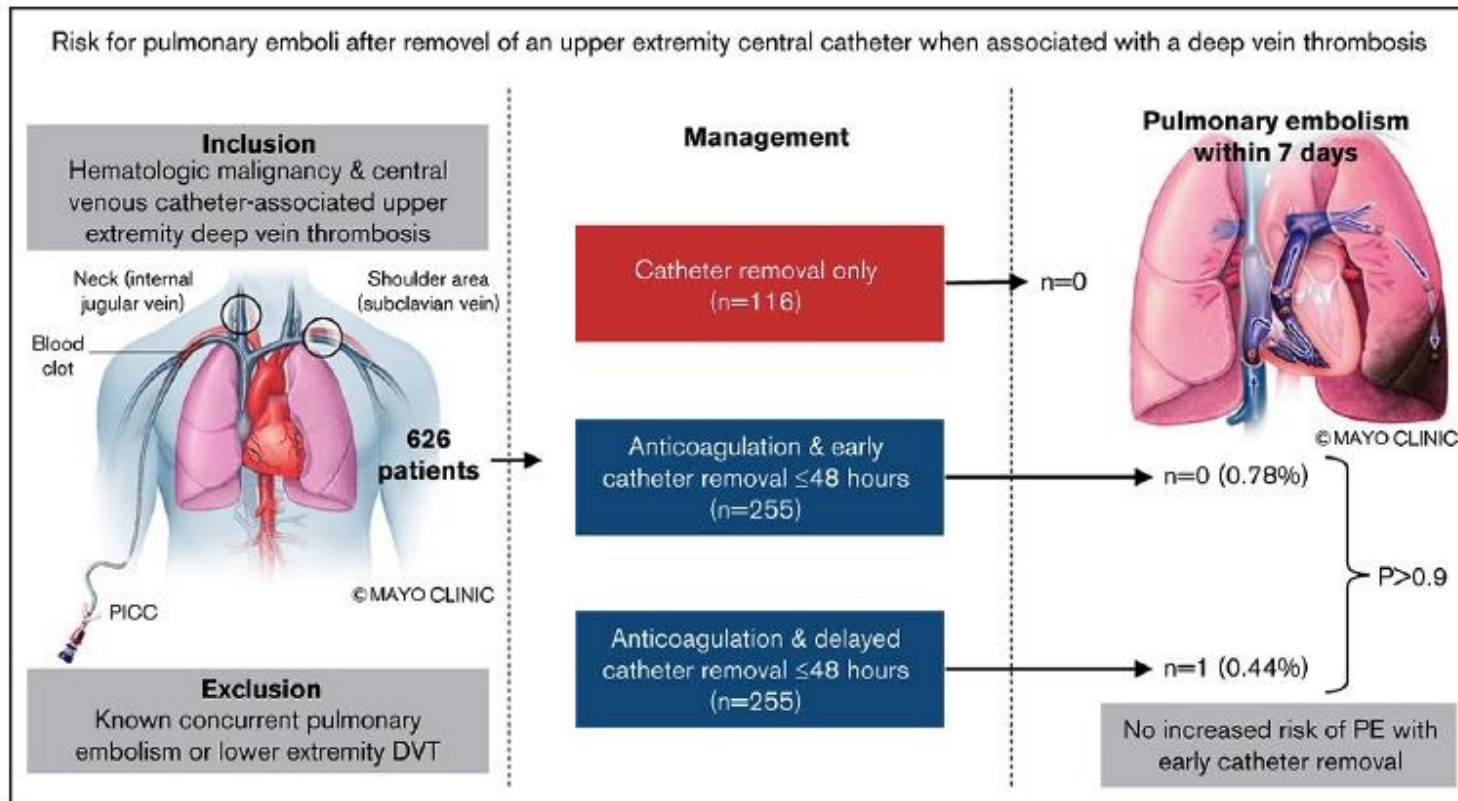 Risk for pulmonary emboli after removel of an upper extremity central catheter when associated with a deep vein thrombosis
Inclusion
Hematologic malignancy & central
venous catheter-associated upper
extremity deep vein thrombosis
Neck (internal
jugular vein)
Shoulder area
(subclavian vein)
Blood
clot
626
patients
©MAYO CLINIC
PICC
Exclusion
Known concurrent pulmonary
embolism or lower extremity DVT
Management
Catheter removal only
(n=116)
Anticoagulation & early
catheter removal ≤48 hours
(n=255)
Anticoagulation & delayed
catheter removal ≤48 hours
(n=255)
Pulmonary embolism
within 7 days
n=0
©MAYO CLINIC
n=0 (0.78%)
P>0.9
n=1 (0.44%)
No increased risk of PE with
early catheter removal